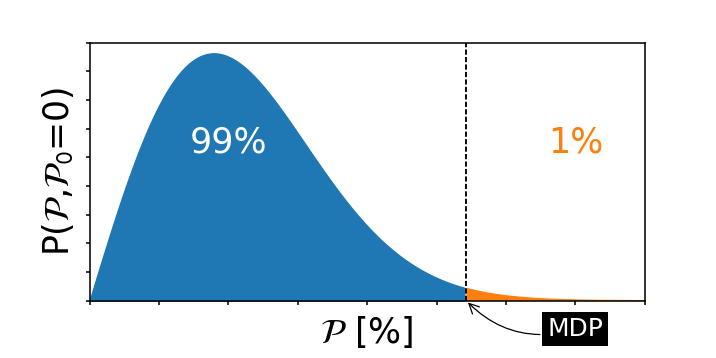 P(𝒫,𝒫₀=0)
99%
1%
𝒫 [%]
MDP